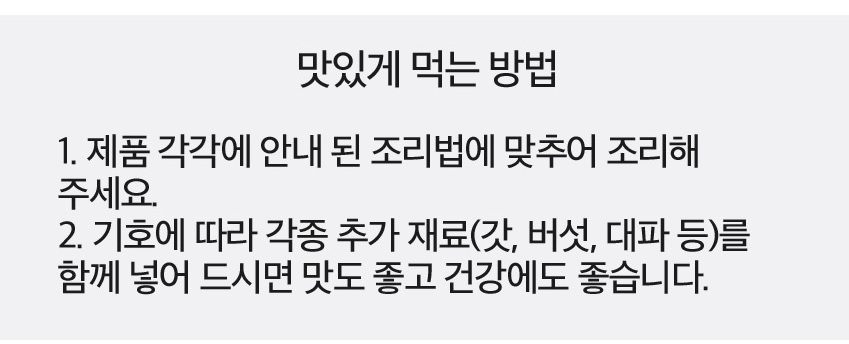 맛있게 먹는 방법
1. 제품 각각에 안내 된 조리법에 맞추어 조리해
주세요.
2. 기호에 따라 각종 추가 재료(갓, 버섯, 대파 등)를
함께 넣어 드시면 맛도 좋고 건강에도 좋습니다.